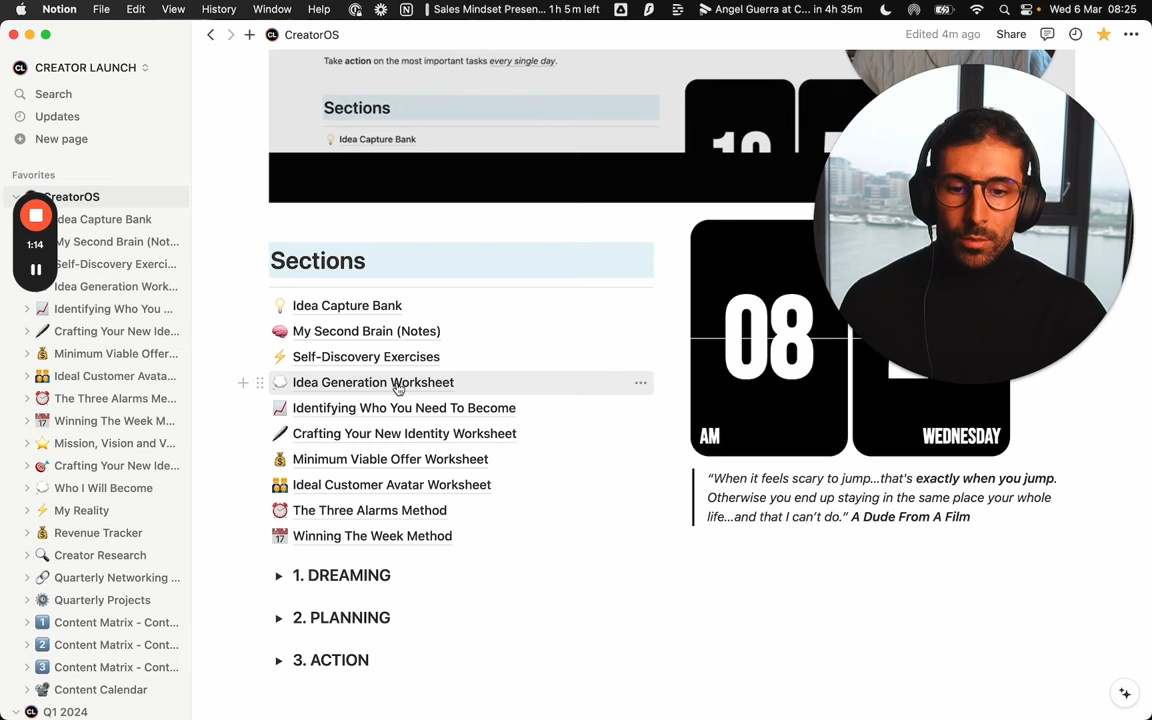 Notion File Edit View History Window Help Sales Mindset Presen... 1 h 5 m left Angel Guerra at C... in 4h 35m Wed 6 Mar 08:25
CreatorOS Edited 4m ago Share
CREATOR LAUNCH
Search
Updates
New page
Favorites
CreatorOS
dea Capture Bank
My Second Brain (Not...
Self-Discovery Exerci...
Idea Generation Work...
Identifying Who You ...
Crafting Your New Ide...
Minimum Viable Offer...
Ideal Customer Avata...
The Three Alarms Me...
Winning The Week M...
Mission, Vision and V...
Crafting Your New Ide...
Who I Will Become
My Reality
Revenue Tracker
Creator Research
Quarterly Networking ...
Quarterly Projects
1 Content Matrix - Cont...
2 Content Matrix - Cont...
3 Content Matrix - Cont...
Content Calendar
CL Q1 2024
1:14
Take action on the most important tasks every single day.
Sections
Idea Capture Bank
Sections
Idea Capture Bank
My Second Brain (Notes)
Self-Discovery Exercises
Idea Generation Worksheet
Identifying Who You Need To Become
Crafting Your New Identity Worksheet
Minimum Viable Offer Worksheet
Ideal Customer Avatar Worksheet
The Three Alarms Method
Winning The Week Method
1. DREAMING
2. PLANNING
3. ACTION
08
AM
WEDNESDAY
“When it feels scary to jump...that's exactly when you jump.
Otherwise you end up staying in the same place your whole
life...and that I can’t do.” A Dude From A Film